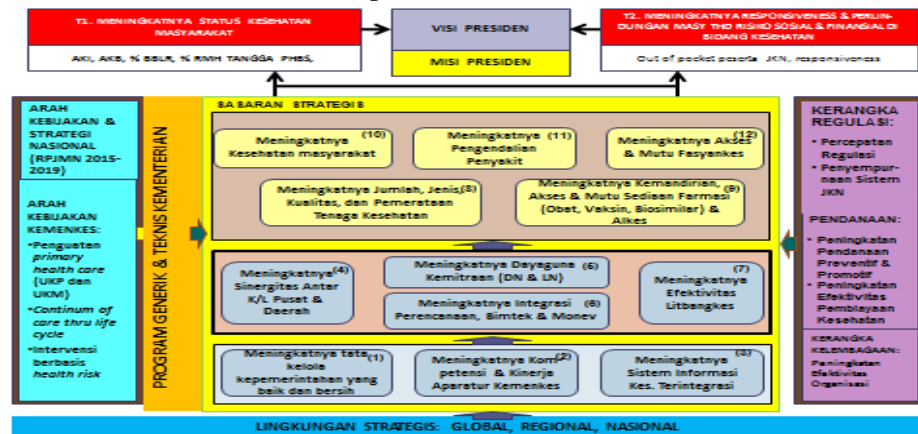 T1. MENINGKATNYA STATUS KESEHATAN
MASYARAKAT
AKI, AKB, % BBLR, % RMH TANGGA PHBS,
VISI PRESIDEN
MISI PRESIDEN
T2. MENINGKATNYA RESPONSIVENESS & PERLIN-
DUNGAN MASY THD RISIKO SOSIAL & FINANSIAL DI
BIDANG KESEHATAN
Out of pocket peserta JKN, responsiveness
ARAH
KEBIJAKAN &
STRATEGI
NASIONAL
(RPJMN 2015-
2019)
ARAH
KEBIJAKAN
KEMENKES:
•Penguatan
primary
health care
(UKP dan
UKM)
•Continum of
care thru life
cycle
•Intervensi
berbasis
health risk
PROGRAM GENERIK & TEKNIS KEMENTERIAN
SASARAN STRATEGIS
Meningkatnya (10)
Kesehatan masyarakat
Meningkatnya (11)
Pengendalian
Penyakit
Meningkatnya Akses (12)
& Mutu Fasyankes
Meningkatnya Jumlah, Jenis, (8)
Kualitas, dan Pemerataan
Tenaga Kesehatan
Meningkatnya Kemandirian, (9)
Akses & Mutu Sediaan Farmasi
(Obat, Vaksin, Biosimilar) &
Alkes
Meningkatnya (4)
Sinergitas Antar
K/L Pusat &
Daerah
Meningkatnya Dayaguna (5)
Kemitraan (DN & LN)
Meningkatnya Integrasi (6)
Perencanaan, Bimtek & Monev
(7)
Meningkatnya
Efektivitas
Litbangkes
Meningkatnya tata (1)
kelola
kepemerintahan yang
baik dan bersih
Meningkatnya Kom (2)
petensi & Kinerja
Aparatur Kemenkes
Meningkatnya (3)
Sistem Informasi
Kes. Terintegrasi
KERANGKA
REGULASI:
• Percepatan
Regulasi
• Penyempur-
naan Sistem
JKN
PENDANAAN:
• Peningkatan
Pendanaan
Preventif &
Promotif
• Peningkatan
Efektivitas
Pembiayaan
Kesehatan
KERANGKA
KELEMBAGAAN:
Peningkatan
Efektivitas
Organisasi
LINGKUNGAN STRATEGIS: GLOBAL, REGIONAL, NASIONAL